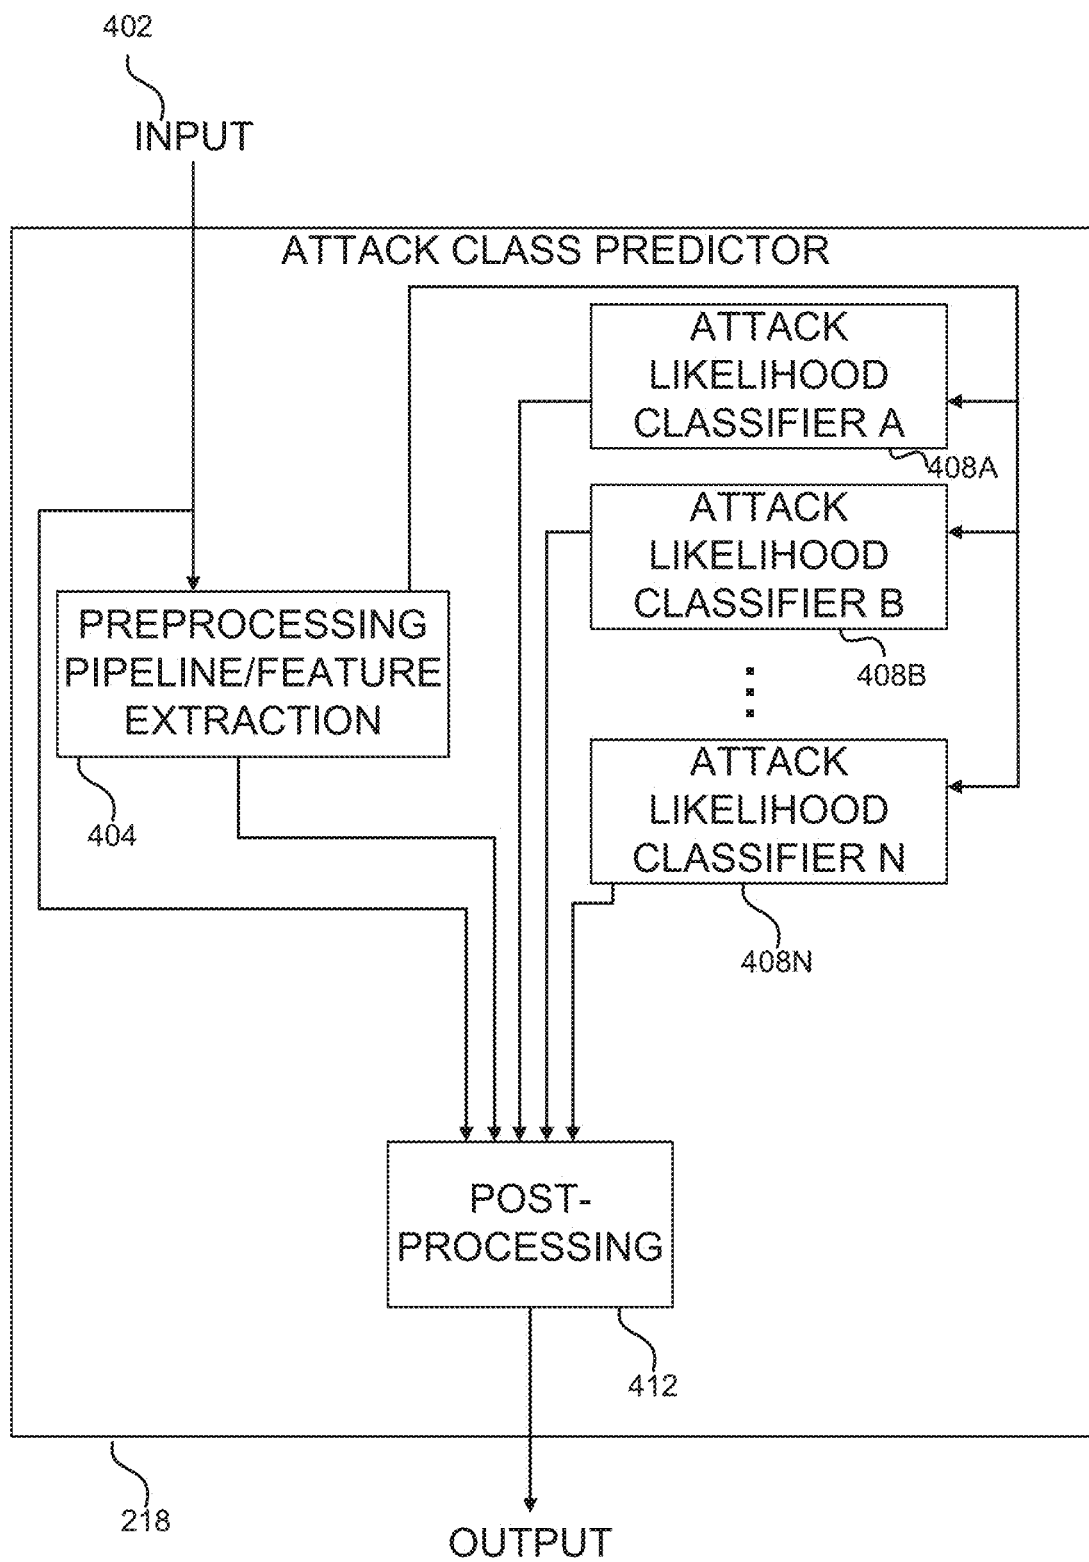 402
INPUT
ATTACK CLASS PREDICTOR
ATTACK
LIKELIHOOD
CLASSIFIER A
408A
ATTACK
LIKELIHOOD
CLASSIFIER B
408B
PREPROCESSING
PIPELINE/FEATURE
EXTRACTION
404
ATTACK
LIKELIHOOD
CLASSIFIER N
408N
POST-
PROCESSING
412
218
OUTPUT